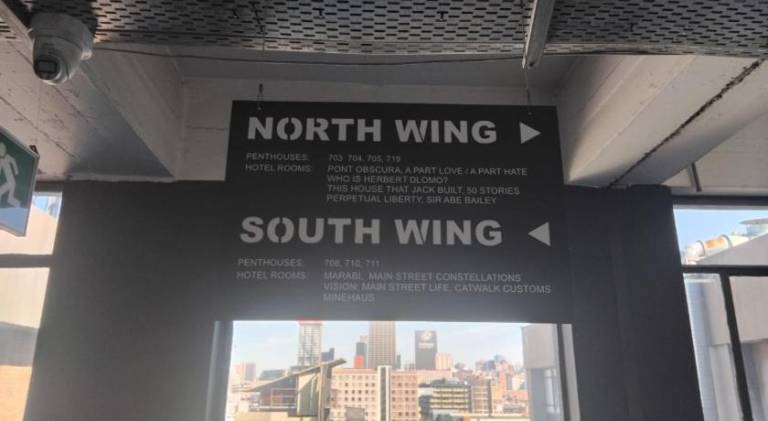 NORTH WING ▶
PENTHOUSES: 703 704, 705, 719
HOTEL ROOMS: PONT OBSCURA, A PART LOVE / A PART HATE
WHO IS HERBERT DLOMO?
THIS HOUSE THAT JACK BUILT, 50 STORIES
PERPETUAL LIBERTY, SIR ABE BAILEY
SOUTH WING ◀
PENTHOUSES: 708, 710, 711
HOTEL ROOMS: MARABI, MAIN STREET CONSTELLATIONS
VISION: MAIN STREET LIFE, CATWALK CUSTOMS
MINEHAUS